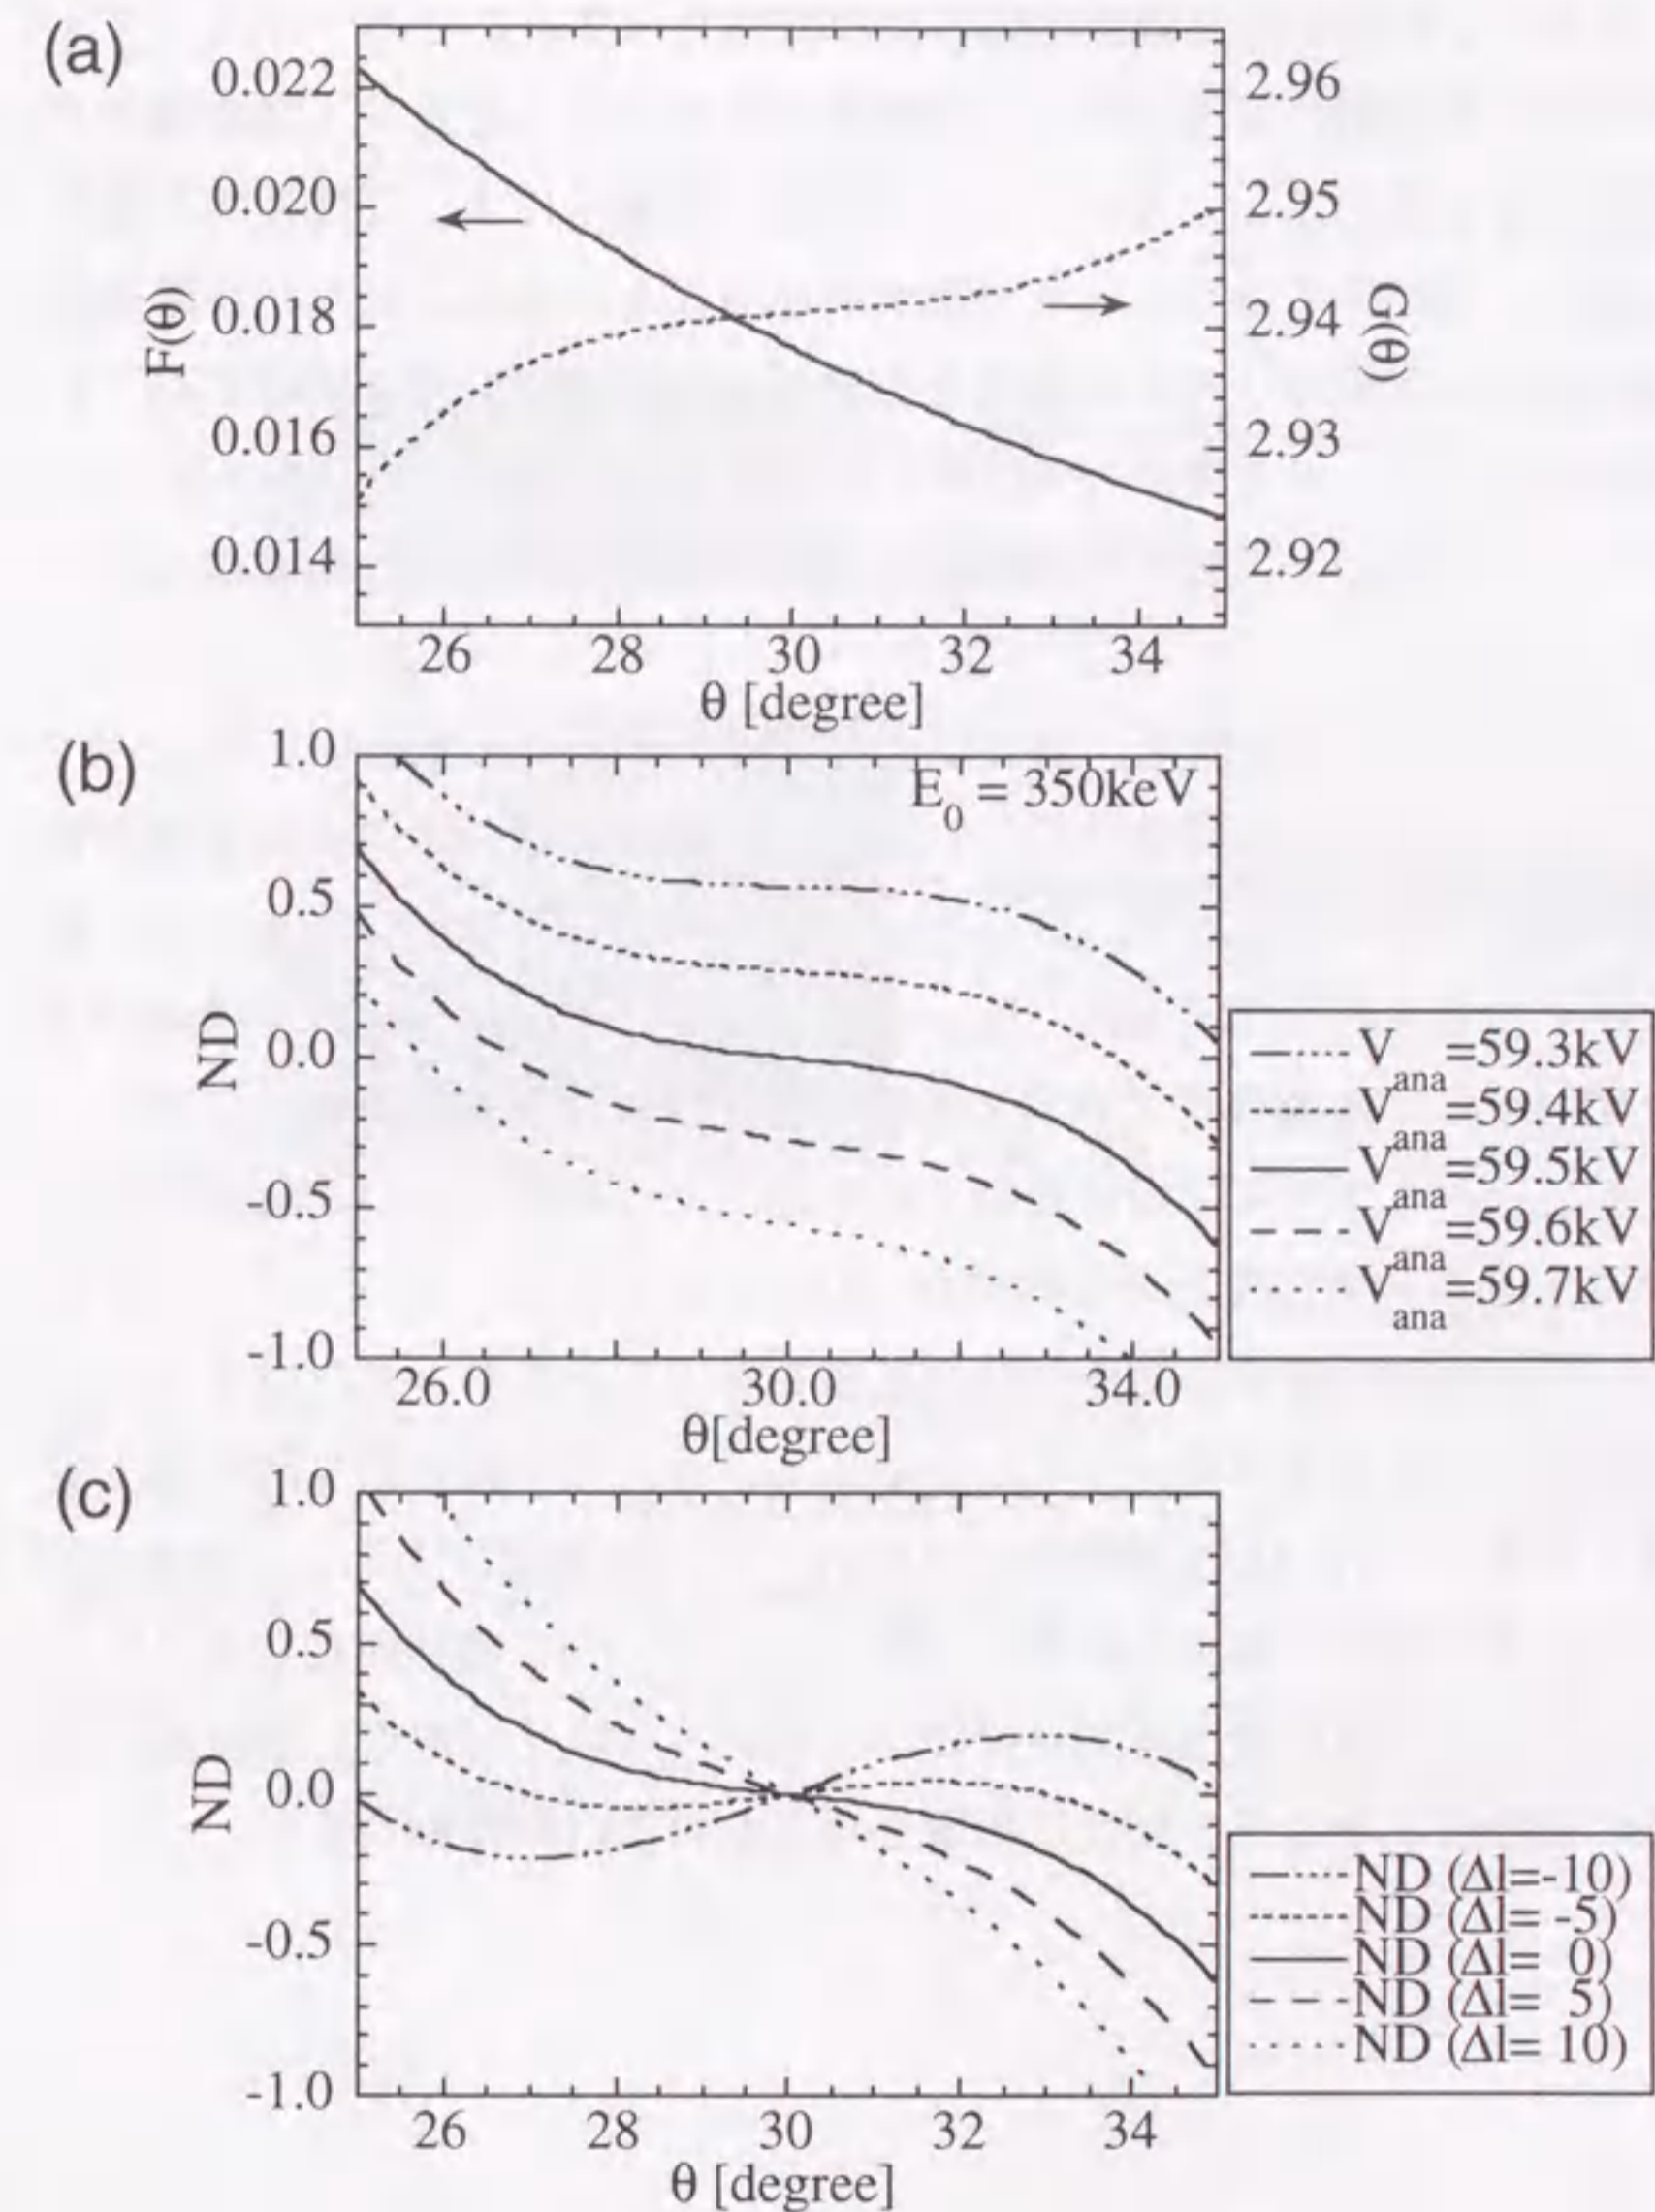 (a)
0.022
0.020
0.018
0.016
0.014
F(θ)
2.96
2.95
2.94
2.93
2.92
G(θ)
26 28 30 32 34
θ [degree]
(b)
E0 = 350keV
1.0
0.5
0.0
-0.5
-1.0
ND
26.0 30.0 34.0
θ[degree]
Vana=59.3kV
Vana=59.4kV
Vana=59.5kV
Vana=59.6kV
Vana=59.7kV
(c)
1.0
0.5
0.0
-0.5
-1.0
ND
26 28 30 32 34
θ [degree]
ND (Δl=-10)
ND (Δl= -5)
ND (Δl= 0)
ND (Δl= 5)
ND (Δl= 10)